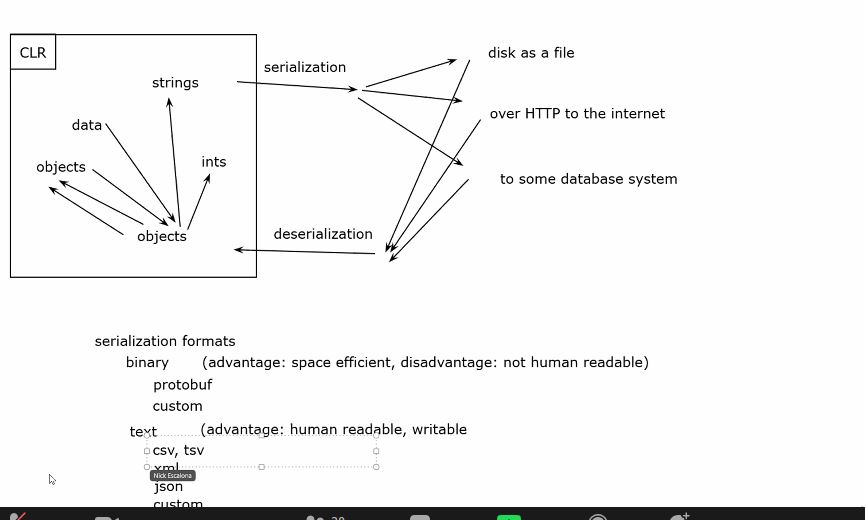 CLR
serialization
disk as a file
strings
over HTTP to the internet
data
ints
objects
to some database system
objects
deserialization
serialization formats
binary (advantage: space efficient, disadvantage: not human readable)
protobuf
custom
text (advantage: human readable, writable
csv, tsv
xml
Nick Escalona
json
custom
28